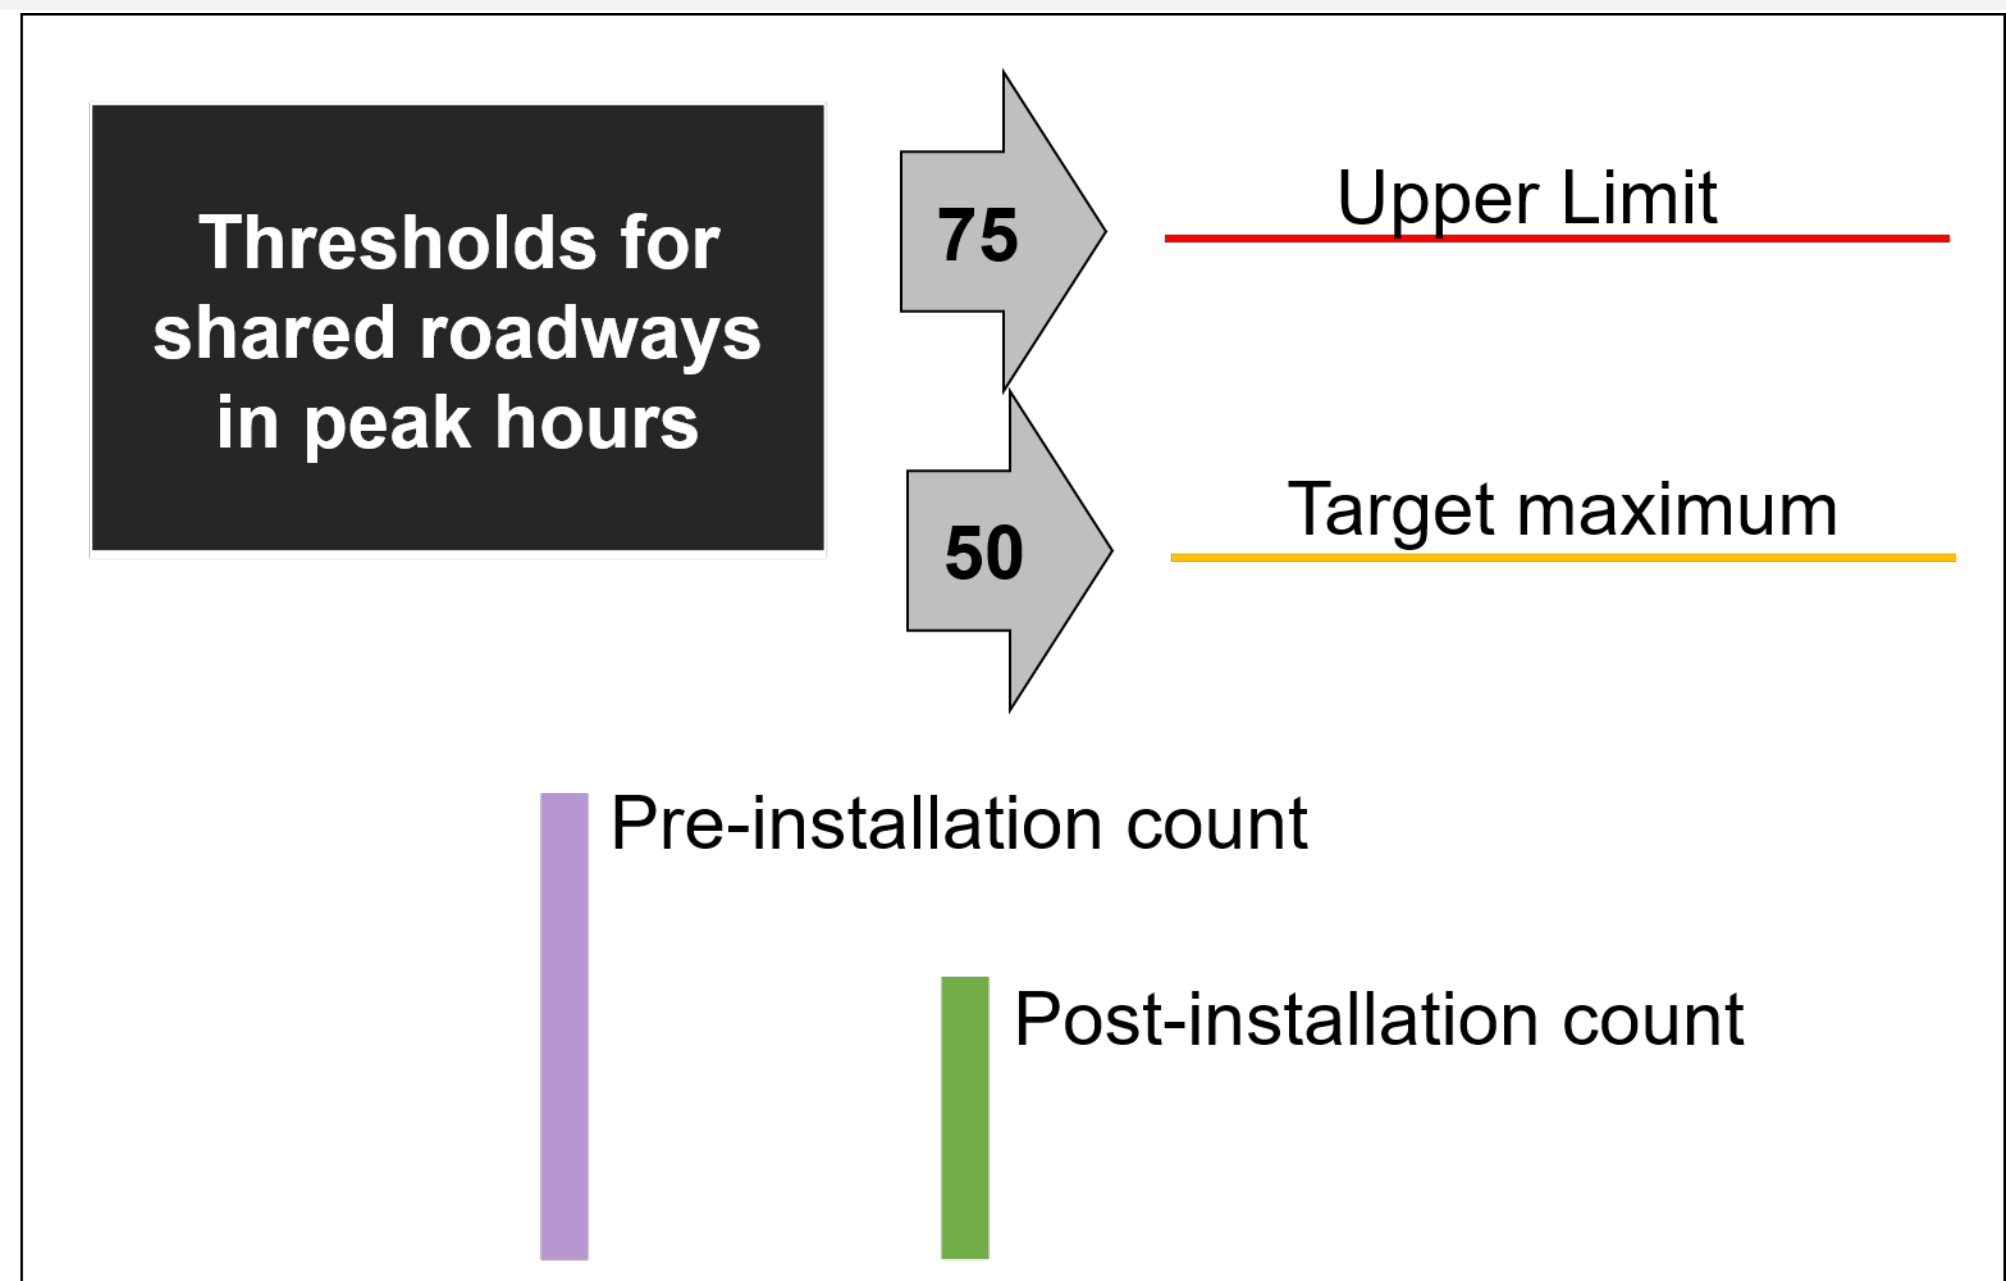 Thresholds for
shared roadways
in peak hours
75
Upper Limit
50
Target maximum
Pre-installation count
Post-installation count